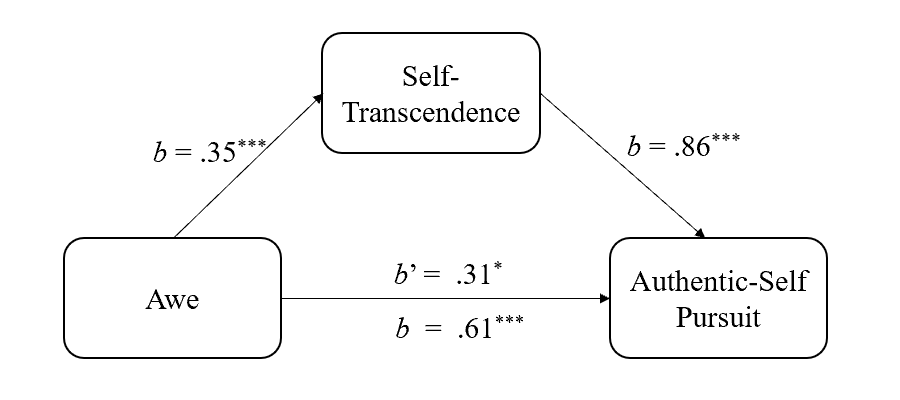 Self-
Transcendence
b = .35***
b = .86***
Awe
b’ = .31*
b = .61***
Authentic-Self
Pursuit